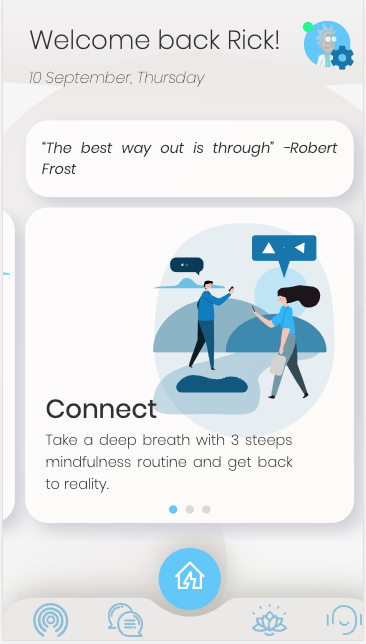 Welcome back Rick!
10 September, Thursday
“The best way out is through” -Robert
Frost
Connect
Take a deep breath with 3 steeps
mindfulness routine and get back
to reality.